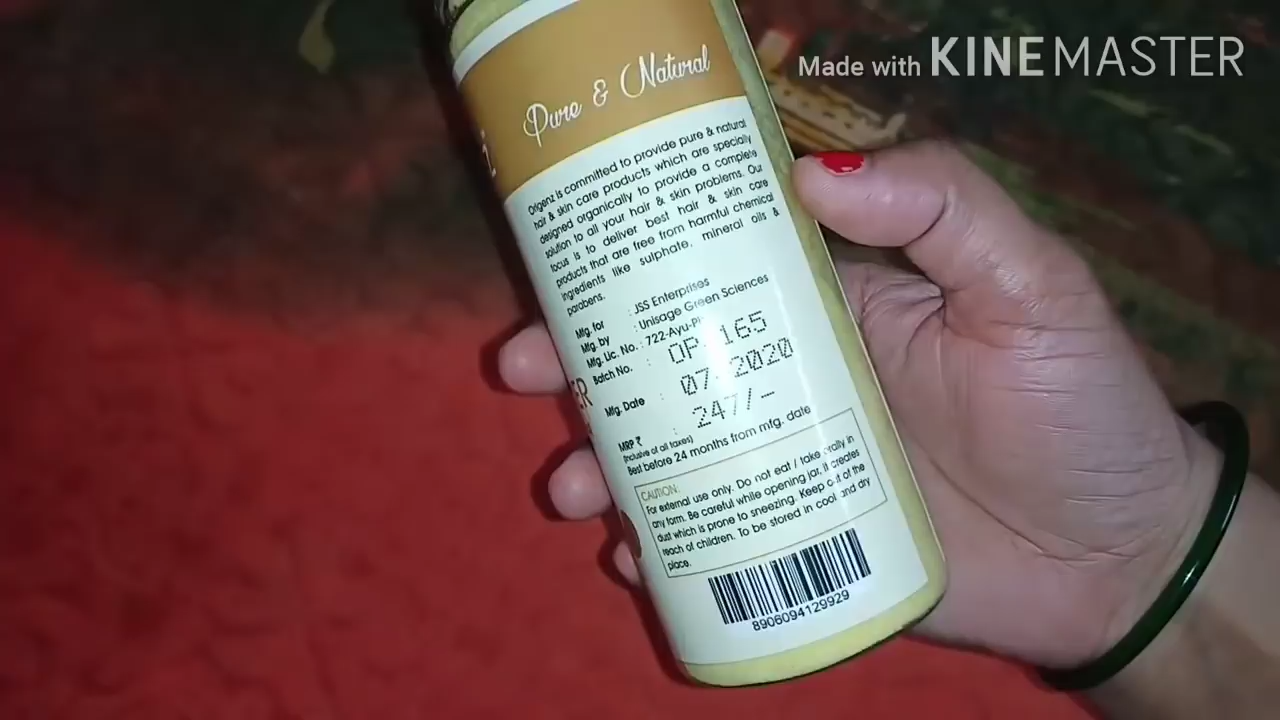 Made with KINEMASTER
Pure & Natural
Origenz is committed to provide pure & natural
hair & skin care products which are specially
designed organically to provide a complete
solution to all your hair & skin problems. Our
focus is to deliver best hair & skin care
products that are free from harmful chemical
ingredients like sulphate, mineral oils &
parabens.
Mfg. for : JSS Enterprises
Mfg. by : Unisage Green Sciences
Mfg. Lic. No. : 722-Ayu-P
Batch No. : OP 165
Mfg. Date : 07 2020
MRP ₹ : 247/-
(Inclusive of all taxes)
Best before 24 months from mfg. date
CAUTION:
For external use only. Do not eat / take orally in
any form. Be careful while opening jar, it creates
dust which is prone to sneezing. Keep out of the
reach of children. To be stored in cool and dry
place.
8906094129929
ER